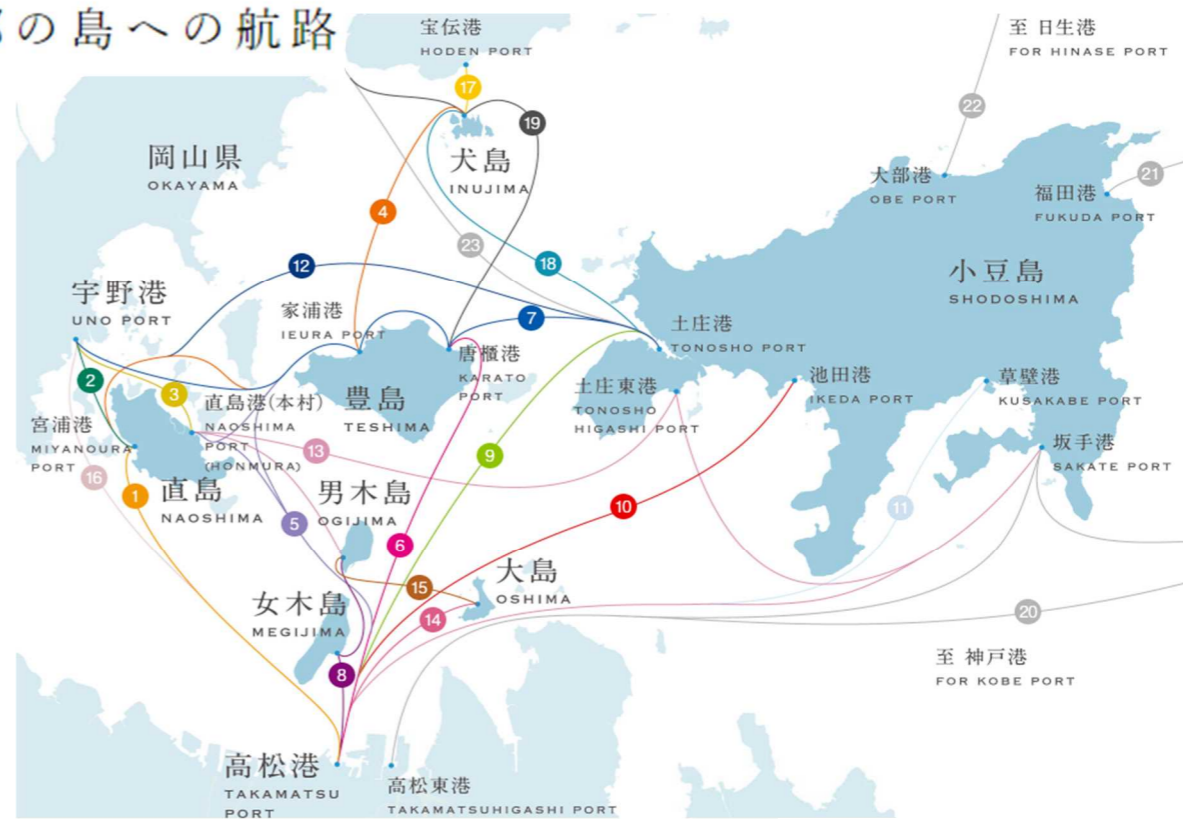 の島への航路
宝伝港
HODEN PORT
至 日生港
FOR HINASE PORT
17
22
19
岡山県
OKAYAMA
犬島
INUJIMA
大部港
OBE PORT
21
福田港
FUKUDA PORT
4
23
18
12
小豆島
SHODOSHIMA
宇野港
UNO PORT
家浦港
IEURA PORT
7
土庄港
TONOSHO PORT
唐櫃港
KARATO
PORT
2
3
直島港(本村)
NAOSHIMA
PORT
(HONMURA)
豊島
TESHIMA
土庄東港
TONOSHO
HIGASHI PORT
池田港
IKEDA PORT
草壁港
KUSAKABE PORT
宮浦港
MIYANOURA
PORT
坂手港
SAKATE PORT
13
9
16
1
直島
NAOSHIMA
男木島
OGIJIMA
5
10
11
6
大島
OSHIMA
15
女木島
MEGIJIMA
14
20
8
至 神戸港
FOR KOBE PORT
高松港
TAKAMATSU
PORT
高松東港
TAKAMATSUHIGASHI PORT